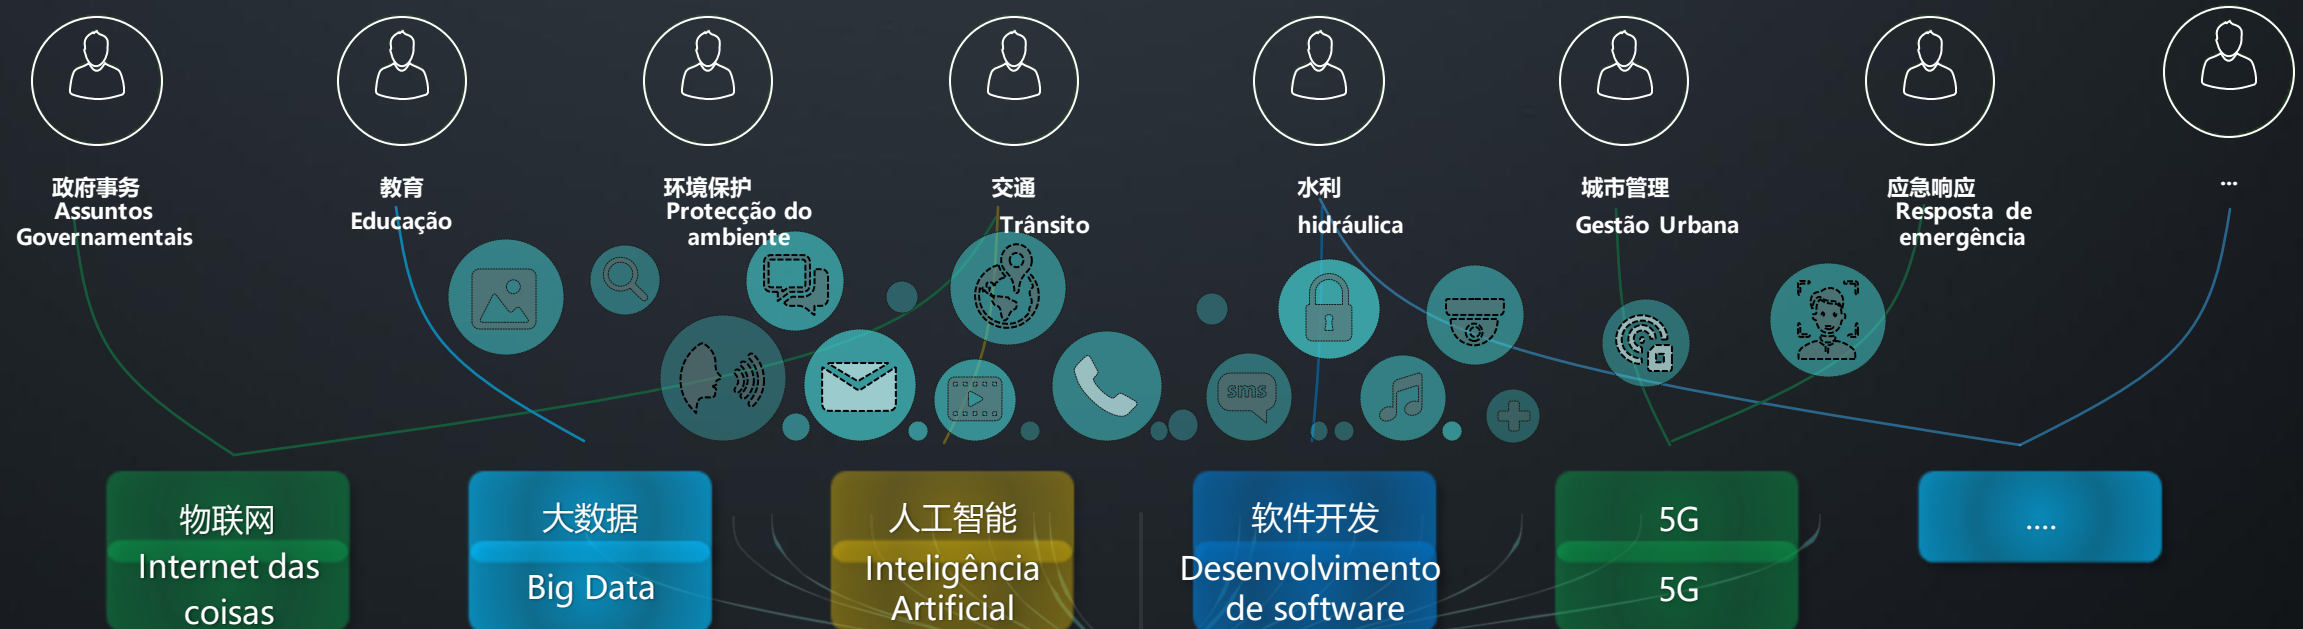 政府事务
Assuntos
Governamentais
教育
Educação
环境保护
Protecção do
ambiente
交通
Trânsito
水利
hidráulica
城市管理
Gestão Urbana
应急响应
Resposta de
emergência
...
sms
物联网
Internet das
coisas
大数据
Big Data
人工智能
Inteligência
Artificial
软件开发
Desenvolvimento
de software
5G
5G
....